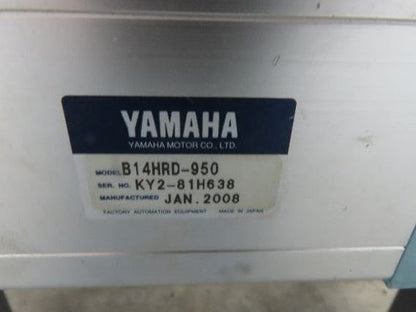 YAMAHA
YAMAHA MOTOR CO., LTD.
MODEL B14HRD-950
SER. NO. KY2-81H638
MANUFACTURED JAN. 2008
FACTORY AUTOMATION EQUIPMENT MADE IN JAPAN